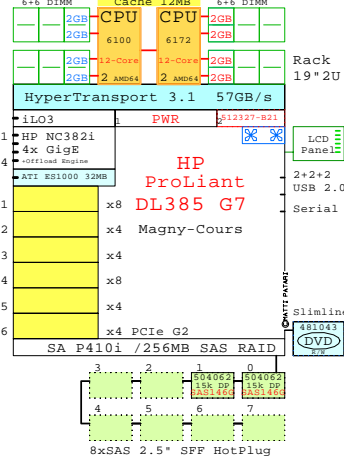 6+6 DIMM Cache 12MB 6+6 DIMM
2GB CPU CPU 2GB
2GB 6100 6172 2GB
2GB 12-Core 12-Core 2GB
2GB 2 AMD64 2 AMD64 2GB
Rack
19"2U
HyperTransport 3.1 57GB/s
iLO3 1 PWR 2 512327-B21
1 HP NC382i
4x GigE
4 +Offload Engine
ATI ES1000 32MB
LCD
Panel
HP
ProLiant
DL385 G7
Magny-Cours
2+2+2
USB 2.0
Serial
1 x8
2 x4
3 x4
4 x8
5 x4
6 x4 PCIe G2
©MATTI PATARI
Slimline
481043
DVD
R/W
SA P410i /256MB SAS RAID
3 2 1 0
504062 504062
15k DP 15k DP
SAS146G SAS146G
4 5 6 7
8xSAS 2.5" SFF HotPlug